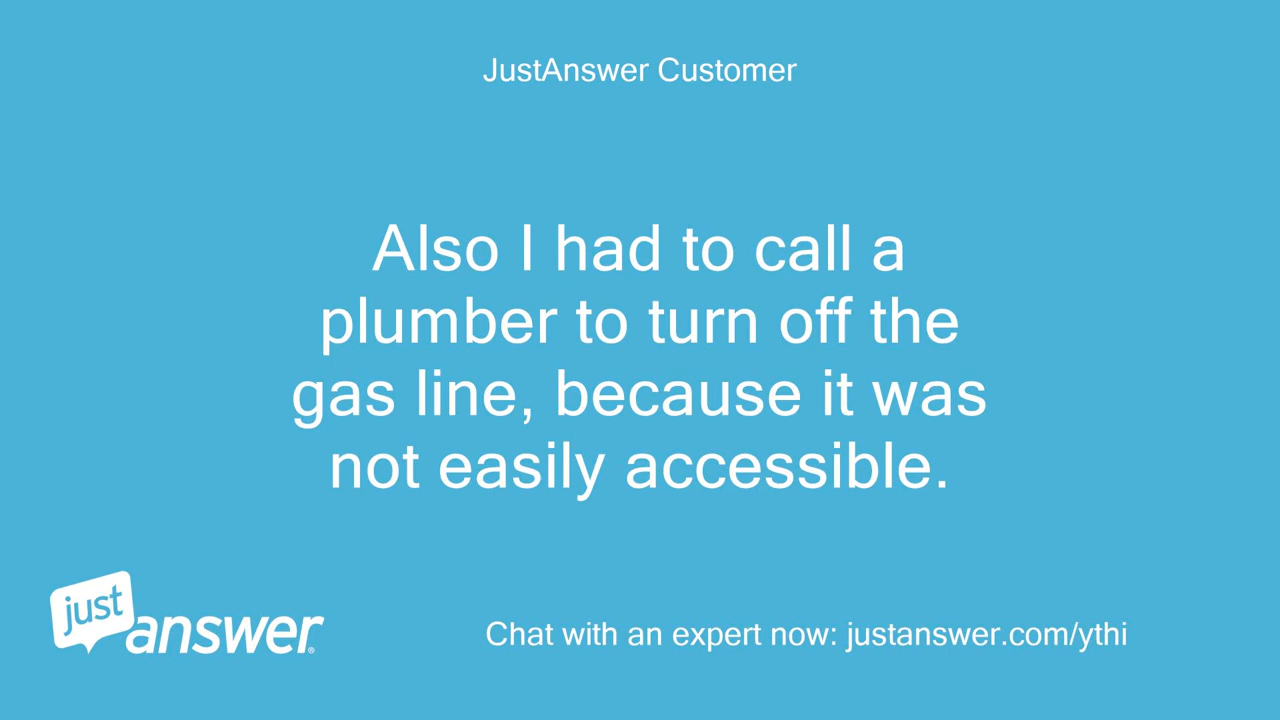 JustAnswer Customer
Also I had to call a
plumber to turn off the
gas line, because it was
not easily accessible.
just
answer®
Chat with an expert now: justanswer.com/ythi